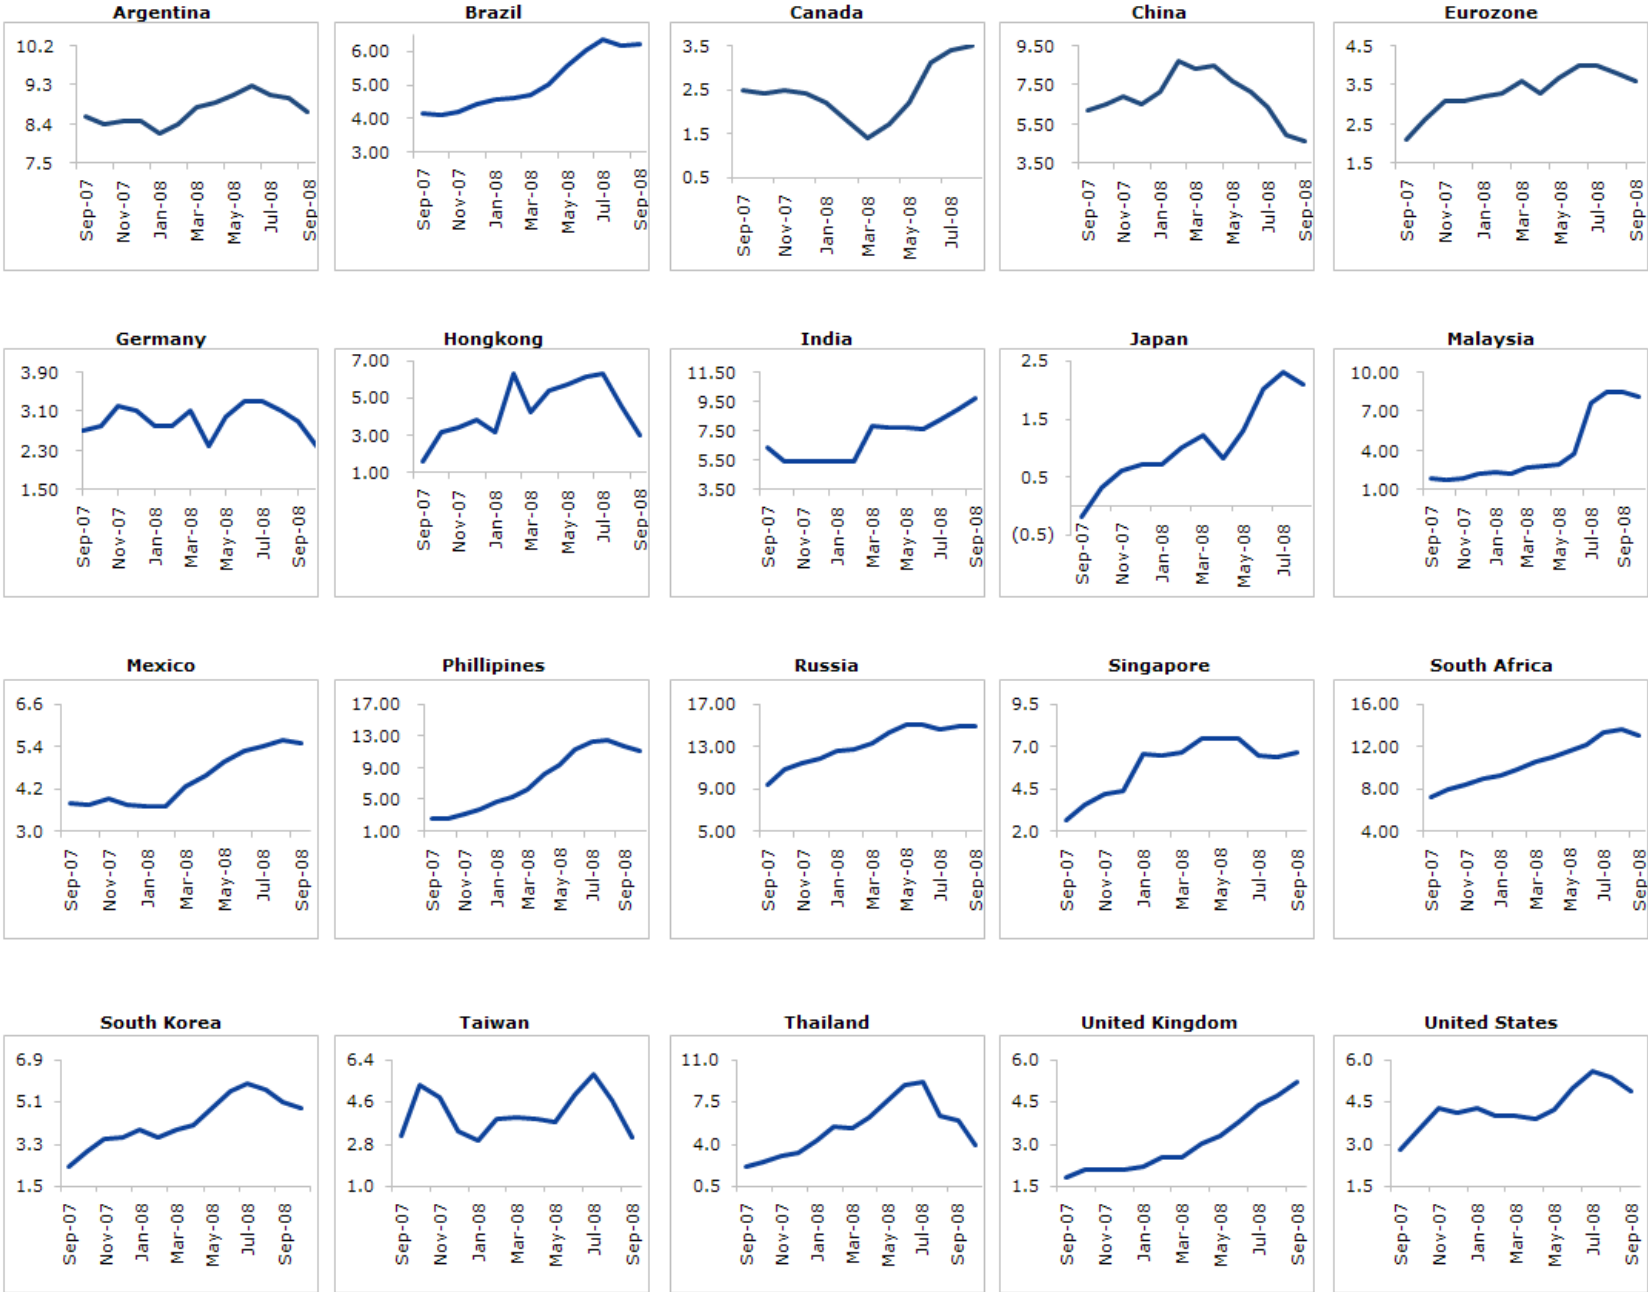 Argentina
10.2
9.3
8.4
7.5
Sep-07
Nov-07
Jan-08
Mar-08
May-08
Jul-08
Sep-08
Brazil
6.00
5.00
4.00
3.00
Sep-07
Nov-07
Jan-08
Mar-08
May-08
Jul-08
Sep-08
Canada
3.5
2.5
1.5
0.5
Sep-07
Nov-07
Jan-08
Mar-08
May-08
Jul-08
China
9.50
7.50
5.50
3.50
Sep-07
Nov-07
Jan-08
Mar-08
May-08
Jul-08
Sep-08
Eurozone
4.5
3.5
2.5
1.5
Sep-07
Nov-07
Jan-08
Mar-08
May-08
Jul-08
Sep-08
Germany
3.90
3.10
2.30
1.50
Sep-07
Nov-07
Jan-08
Mar-08
May-08
Jul-08
Sep-08
Hongkong
7.00
5.00
3.00
1.00
Sep-07
Nov-07
Jan-08
Mar-08
May-08
Jul-08
Sep-08
India
11.50
9.50
7.50
5.50
3.50
Sep-07
Nov-07
Jan-08
Mar-08
May-08
Jul-08
Sep-08
Japan
2.5
1.5
0.5
(0.5)
Sep-07
Nov-07
Jan-08
Mar-08
May-08
Jul-08
Malaysia
10.00
7.00
4.00
1.00
Sep-07
Nov-07
Jan-08
Mar-08
May-08
Jul-08
Sep-08
Mexico
6.6
5.4
4.2
3.0
Sep-07
Nov-07
Jan-08
Mar-08
May-08
Jul-08
Sep-08
Phillipines
17.00
13.00
9.00
5.00
1.00
Sep-07
Nov-07
Jan-08
Mar-08
May-08
Jul-08
Sep-08
Russia
17.00
13.00
9.00
5.00
Sep-07
Nov-07
Jan-08
Mar-08
May-08
Jul-08
Sep-08
Singapore
9.5
7.0
4.5
2.0
Sep-07
Nov-07
Jan-08
Mar-08
May-08
Jul-08
Sep-08
South Africa
16.00
12.00
8.00
4.00
Sep-07
Nov-07
Jan-08
Mar-08
May-08
Jul-08
Sep-08
South Korea
6.9
5.1
3.3
1.5
Sep-07
Nov-07
Jan-08
Mar-08
May-08
Jul-08
Sep-08
Taiwan
6.4
4.6
2.8
1.0
Sep-07
Nov-07
Jan-08
Mar-08
May-08
Jul-08
Sep-08
Thailand
11.0
7.5
4.0
0.5
Sep-07
Nov-07
Jan-08
Mar-08
May-08
Jul-08
Sep-08
United Kingdom
6.0
4.5
3.0
1.5
Sep-07
Nov-07
Jan-08
Mar-08
May-08
Jul-08
Sep-08
United States
6.0
4.5
3.0
1.5
Sep-07
Nov-07
Jan-08
Mar-08
May-08
Jul-08
Sep-08